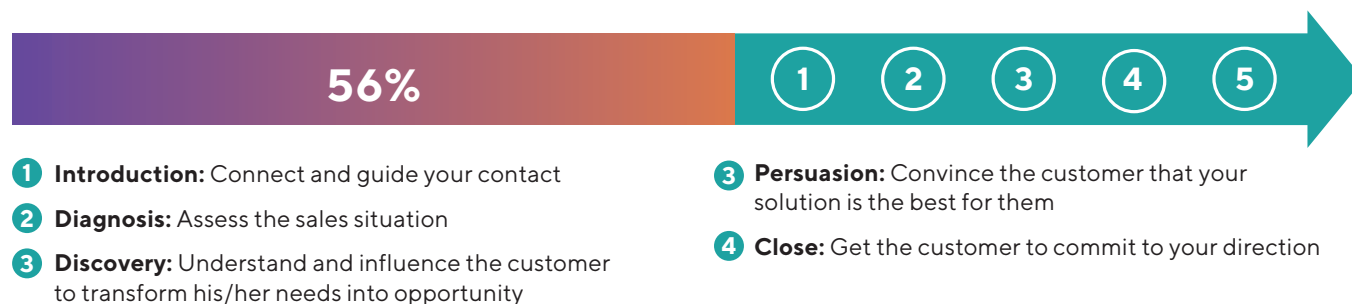 56%
1 2 3 4 5
1 Introduction: Connect and guide your contact
2 Diagnosis: Assess the sales situation
3 Discovery: Understand and influence the customer
to transform his/her needs into opportunity
3 Persuasion: Convince the customer that your
solution is the best for them
4 Close: Get the customer to commit to your direction